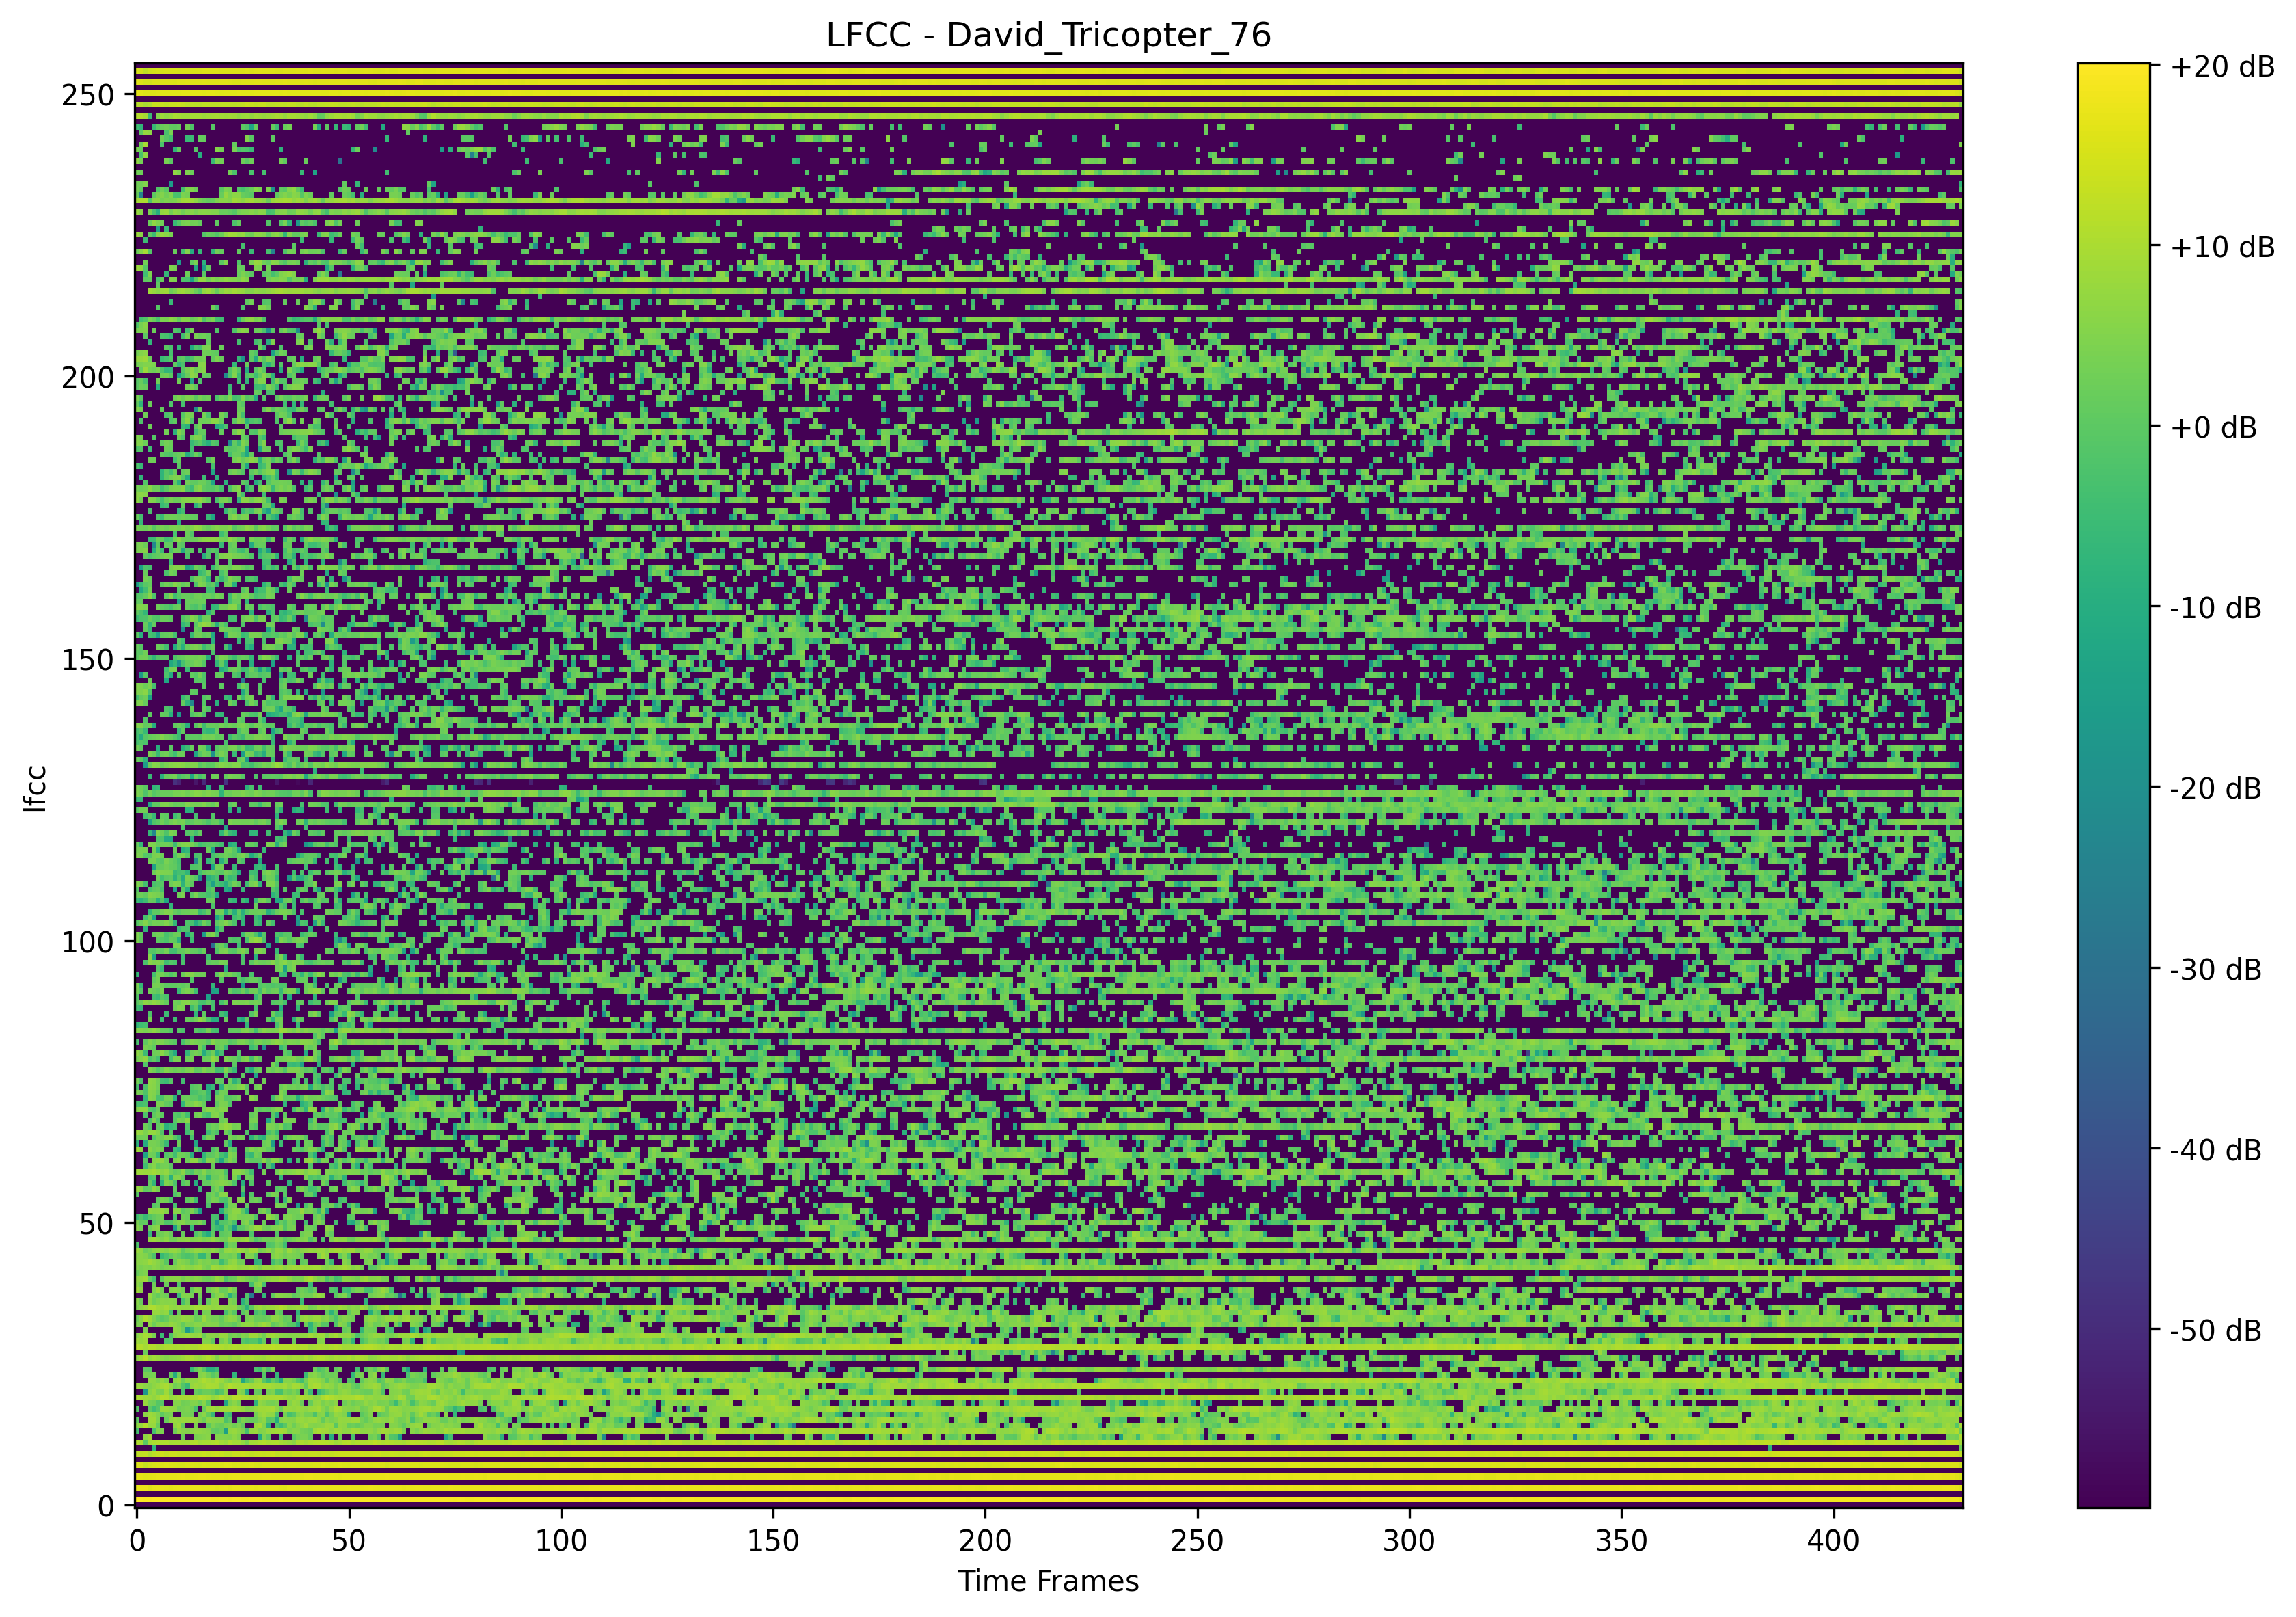 LFCC - David_Tricopter_76
lfcc
250
200
150
100
50
0
0 50 100 150 200 250 300 350 400
Time Frames
+20 dB
+10 dB
+0 dB
-10 dB
-20 dB
-30 dB
-40 dB
-50 dB